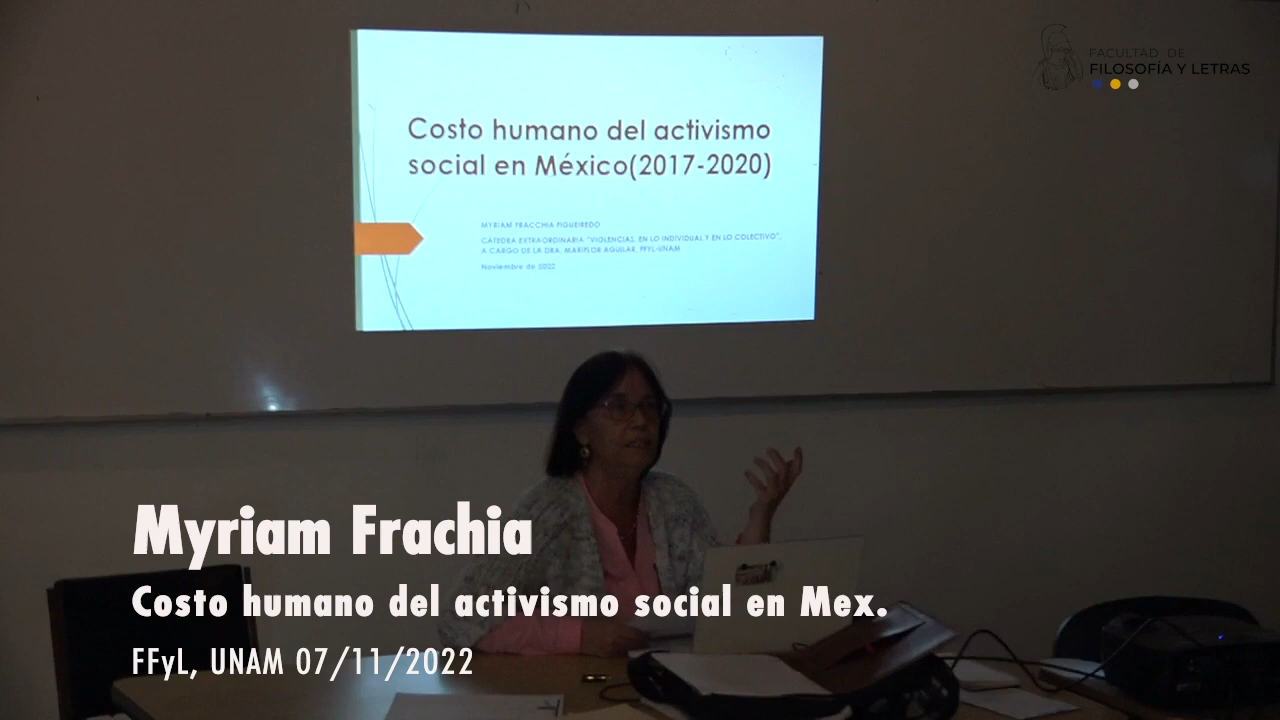 FACULTAD DE
FILOSOFÍA Y LETRAS
Costo humano del activismo
social en México(2017-2020)
MYRIAM FRACCHIA FIGUEIREDO
CÁTEDRA EXTRAORDINARIA "VIOLENCIAS, EN LO INDIVIDUAL Y EN LO COLECTIVO",
A CARGO DE LA DRA. MARIFLOR AGUILAR, FFYL-UNAM
Noviembre de 2022
Myriam Frachia
Costo humano del activismo social en Mex.
FFyL, UNAM 07/11/2022